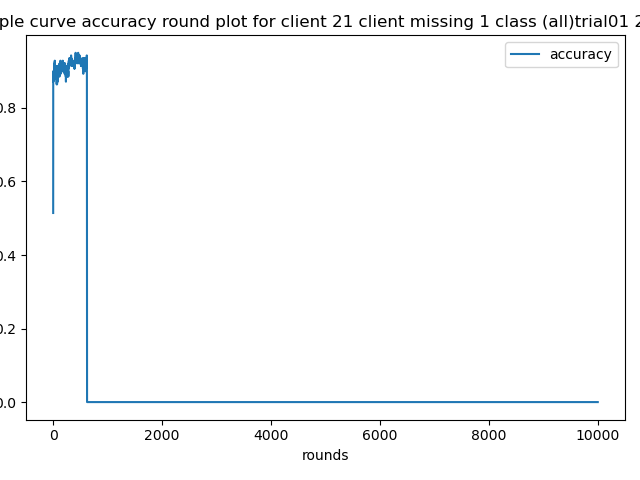 ple curve accuracy round plot for client 21 client missing 1 class (all)trial01 2
accuracy
0.8
0.6
0.4
0.2
0.0
0 2000 4000 6000 8000 10000
rounds